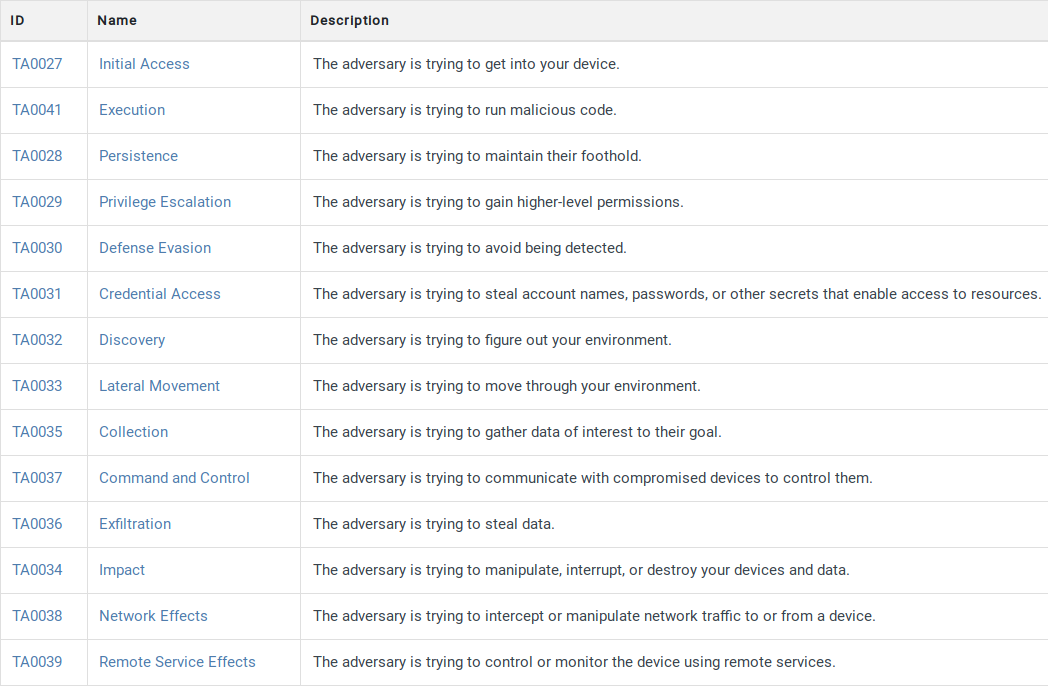 ID Name Description
TA0027 Initial Access The adversary is trying to get into your device.
TA0041 Execution The adversary is trying to run malicious code.
TA0028 Persistence The adversary is trying to maintain their foothold.
TA0029 Privilege Escalation The adversary is trying to gain higher-level permissions.
TA0030 Defense Evasion The adversary is trying to avoid being detected.
TA0031 Credential Access The adversary is trying to steal account names, passwords, or other secrets that enable access to resources.
TA0032 Discovery The adversary is trying to figure out your environment.
TA0033 Lateral Movement The adversary is trying to move through your environment.
TA0035 Collection The adversary is trying to gather data of interest to their goal.
TA0037 Command and Control The adversary is trying to communicate with compromised devices to control them.
TA0036 Exfiltration The adversary is trying to steal data.
TA0034 Impact The adversary is trying to manipulate, interrupt, or destroy your devices and data.
TA0038 Network Effects The adversary is trying to intercept or manipulate network traffic to or from a device.
TA0039 Remote Service Effects The adversary is trying to control or monitor the device using remote services.